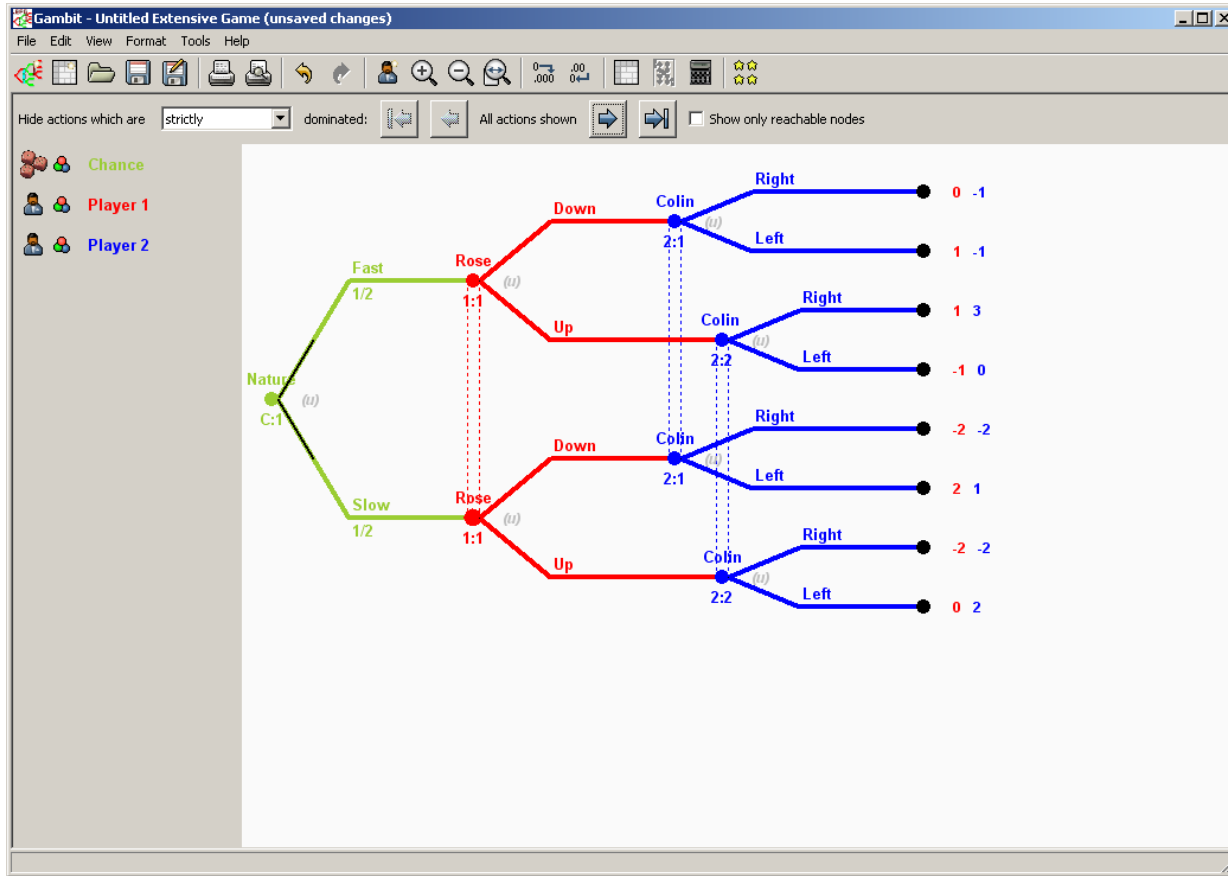 Gambit - Untitled Extensive Game (unsaved changes)
File Edit View Format Tools Help
0 .000 .00 0
Hide actions which are strictly dominated: All actions shown Show only reachable nodes
Chance
Player 1
Player 2
Right
0 -1
Down
Colin
(u)
2:1
Left
1 -1
Fast
1/2
Rose
(u)
1:1
Right
1 3
Up
Colin
(u)
2:2
Left
-1 0
Nature
(u)
C:1
Right
-2 -2
Down
Colin
(u)
2:1
Left
2 1
Slow
1/2
Rose
(u)
1:1
Right
-2 -2
Up
Colin
(u)
2:2
Left
0 2